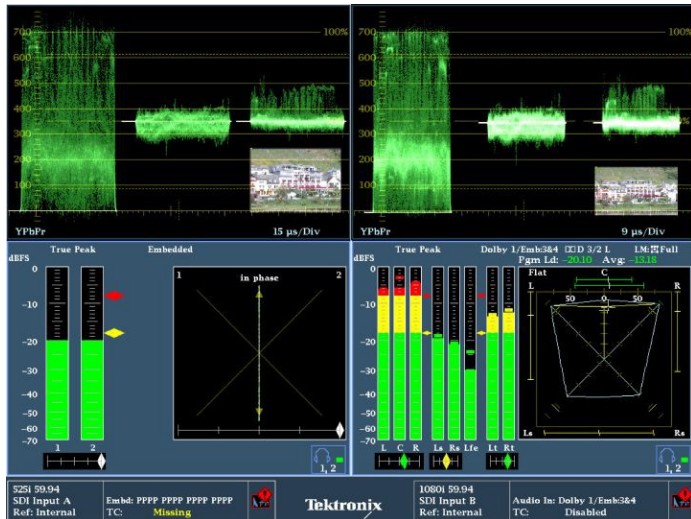 700
600
500
400
300
200
100
0
100%
YPbPr
15 µs/Div
700
600
500
400
300
200
100
0
100%
YPbPr
9 µs/Div
True Peak
Embedded
dBFS
0
-10
-20
-30
-40
-50
-60
-70
1 2
1
in phase
2
1, 2
True Peak
Dolby 1/Emb:3&4 D 3/2 L LM: Full
Pgm Ld: -20.10 Avg: -13.18
dBFS
0
-10
-20
-30
-40
-50
-60
-70
L C R Ls Rs Lfe Lt Rt
Flat
C
L
R
50 0 50
Ls
Rs
1, 2
525i 59.94
SDI Input A
Ref: Internal
Embd: PPPP PPPP PPPP PPPP
TC: Missing
Tektronix
1080i 59.94
SDI Input B
Ref: Internal
Audio In: Dolby 1/Emb:3&4
TC: Disabled